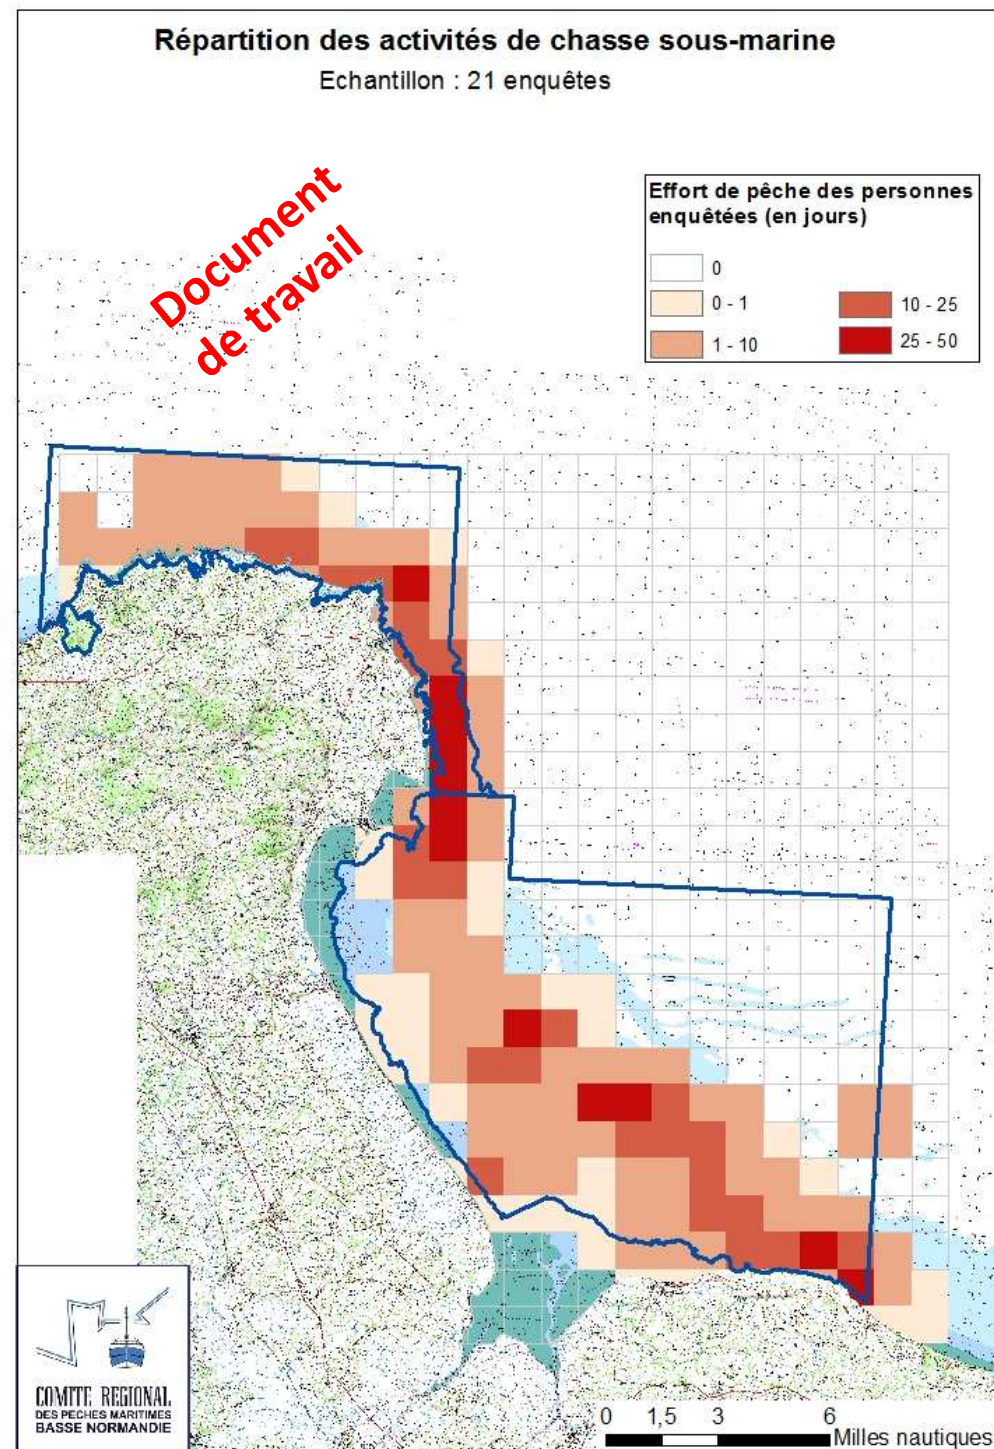 Répartition des activités de chasse sous-marine
Echantillon : 21 enquêtes
Document
de travail
Effort de pêche des personnes
enquêtées (en jours)
0
0 - 1
10 - 25
1 - 10
25 - 50
COMITE REGIONAL
DES PECHES MARITIMES
BASSE NORMANDIE
0 1,5 3 6
Milles nautiques